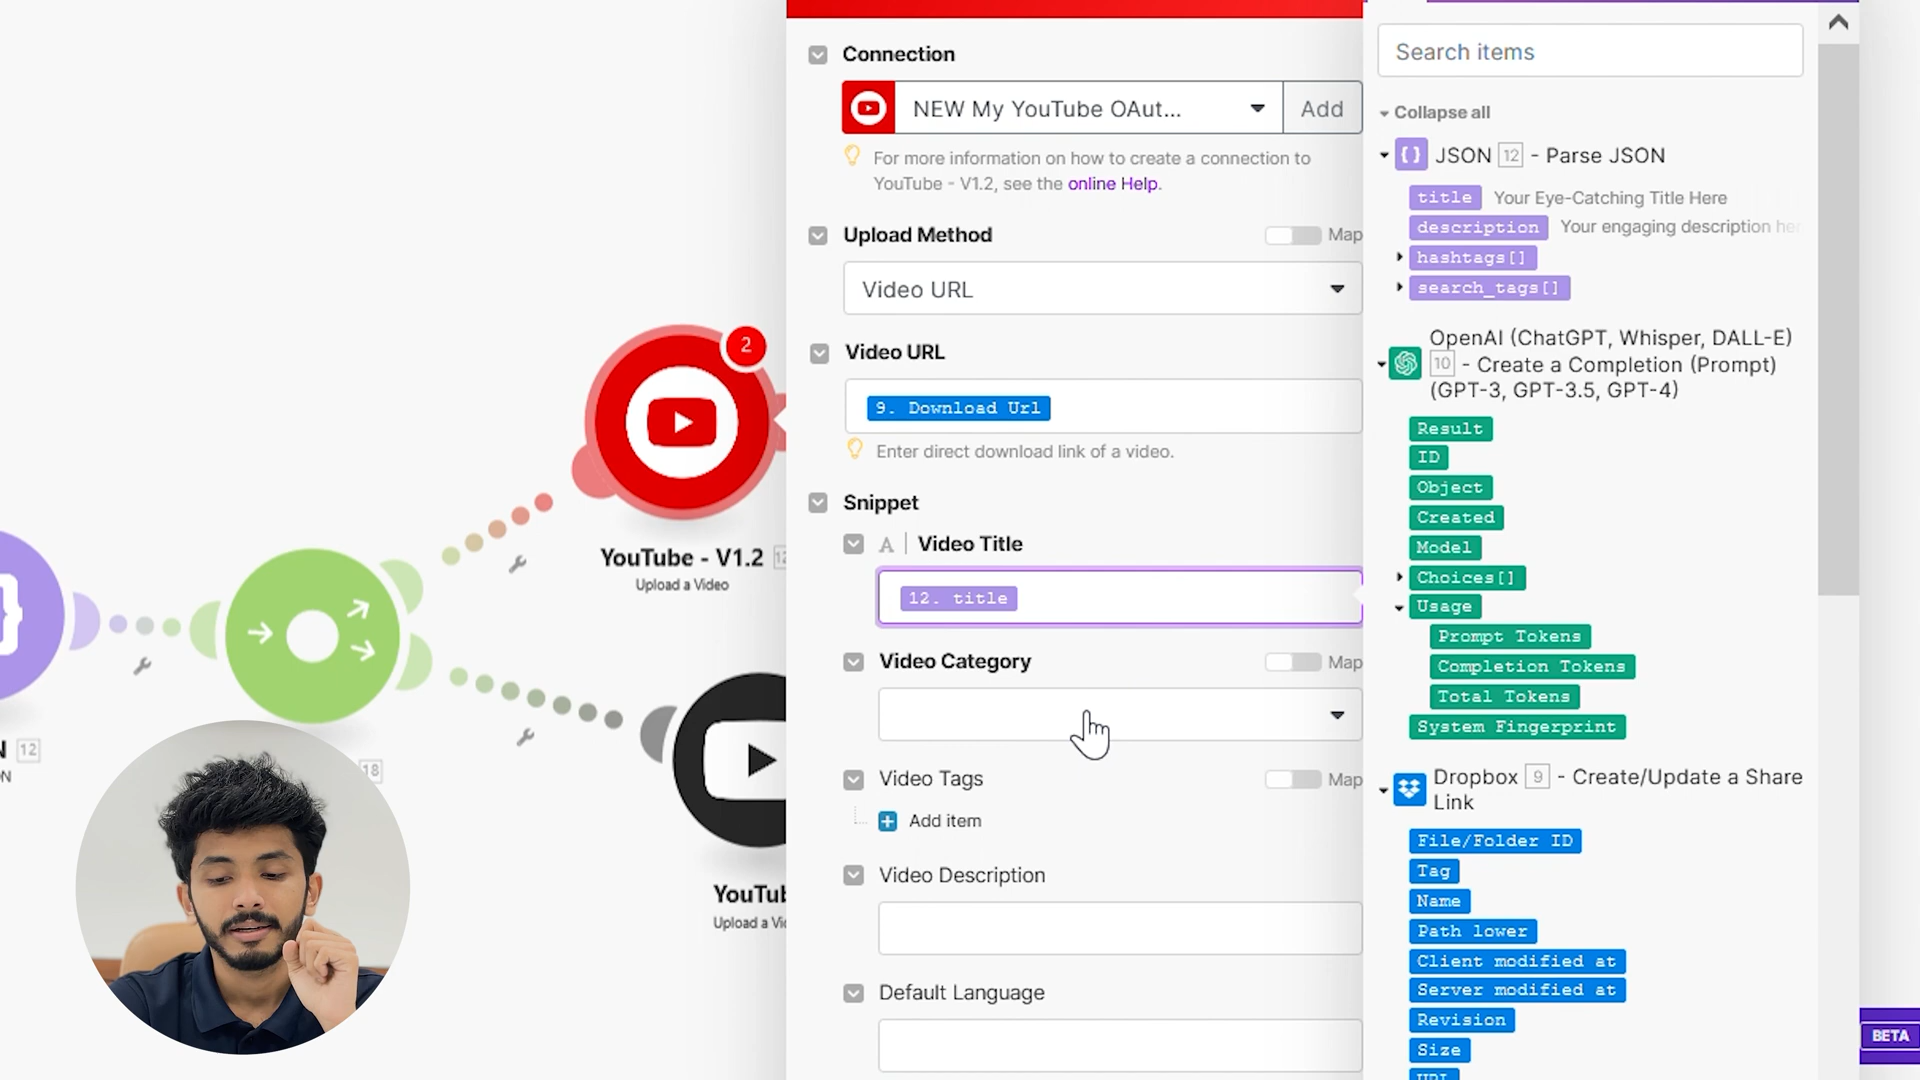 Connection
NEW My YouTube OAut...
Add
For more information on how to create a connection to
YouTube - V1.2, see the online Help.
Upload Method
Map
Video URL
Video URL
9. Download Url
Enter direct download link of a video.
Snippet
A
Video Title
12. title
Video Category
Map
Video Tags
Map
Add item
Video Description
Default Language
Search items
Collapse all
JSON 12 - Parse JSON
title Your Eye-Catching Title Here
description Your engaging description her
hashtags[]
search_tags[]
OpenAI (ChatGPT, Whisper, DALL-E)
10 - Create a Completion (Prompt)
(GPT-3, GPT-3.5, GPT-4)
Result
ID
Object
Created
Model
Choices[]
Usage
Prompt Tokens
Completion Tokens
Total Tokens
System Fingerprint
Dropbox 9 - Create/Update a Share
Link
File/Folder ID
Tag
Name
Path lower
Client modified at
Server modified at
Revision
Size
2
YouTube - V1.2
Upload a Video
N 12
ON
18
YouTub
Upload a Vid
BETA